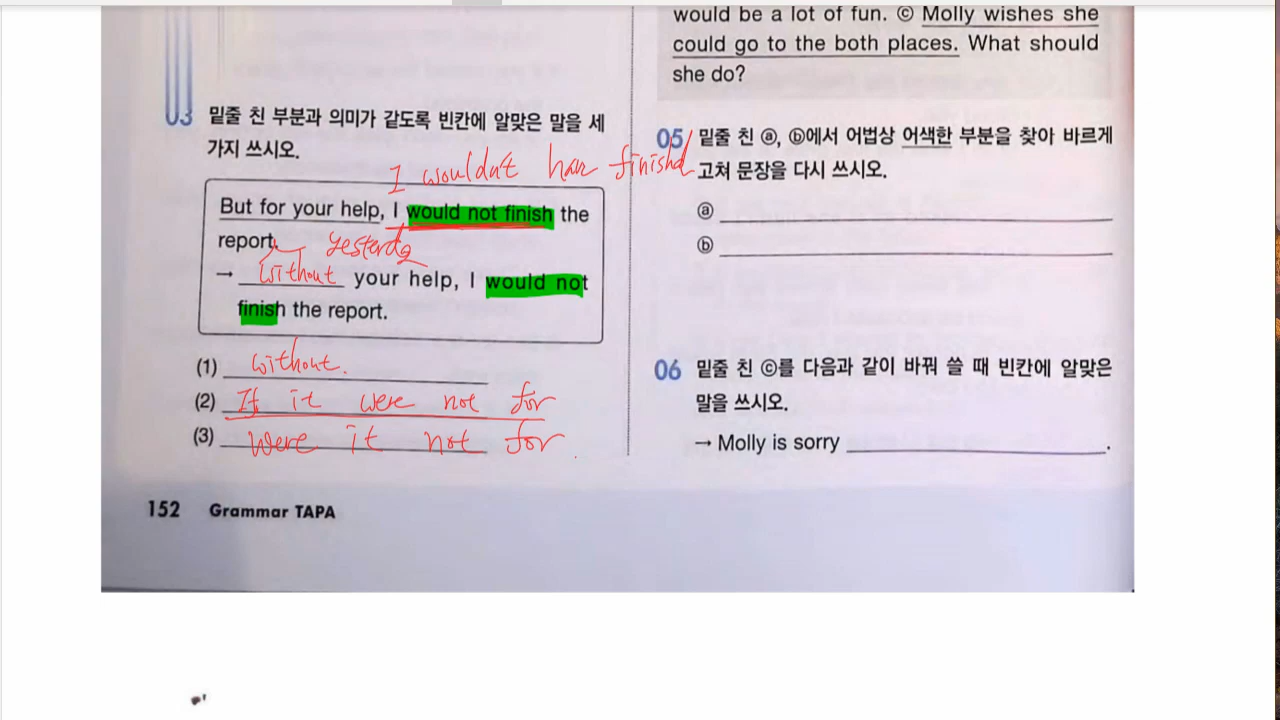 would be a lot of fun. ⓒ Molly wishes she
could go to the both places. What should
she do?
03 밑줄 친 부분과 의미가 같도록 빈칸에 알맞은 말을 세
가지 쓰시오.
I wouldn't have finished
But for your help, I would not finish the
report.
yesterda
→ without your help, I would not
finish the report.
(1) without.
(2) If it were not for
(3) were it not for.
152 Grammar TAPA
05 밑줄 친 ⓐ, ⓑ에서 어법상 어색한 부분을 찾아 바르게
고쳐 문장을 다시 쓰시오.
ⓐ
ⓑ
06 밑줄 친 ⓒ를 다음과 같이 바꿔 쓸 때 빈칸에 알맞은
말을 쓰시오.
→ Molly is sorry .